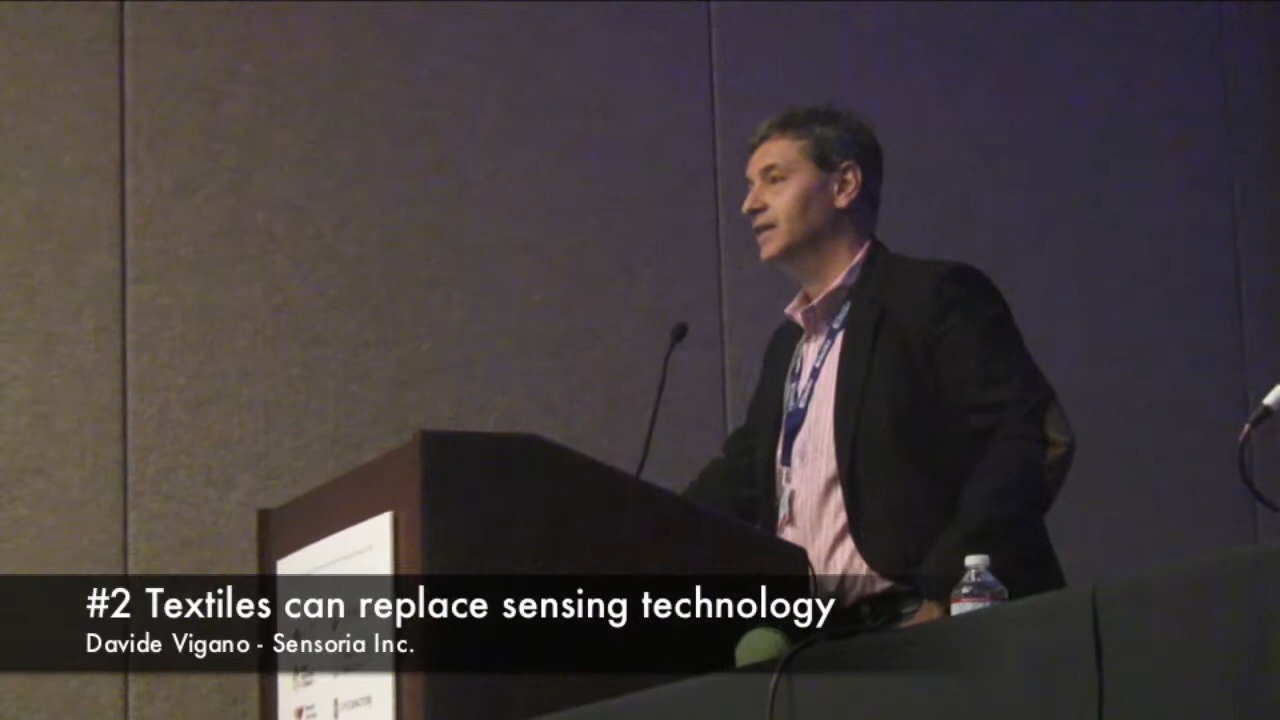 #2 Textiles can replace sensing technology
Davide Vigano - Sensoria Inc.